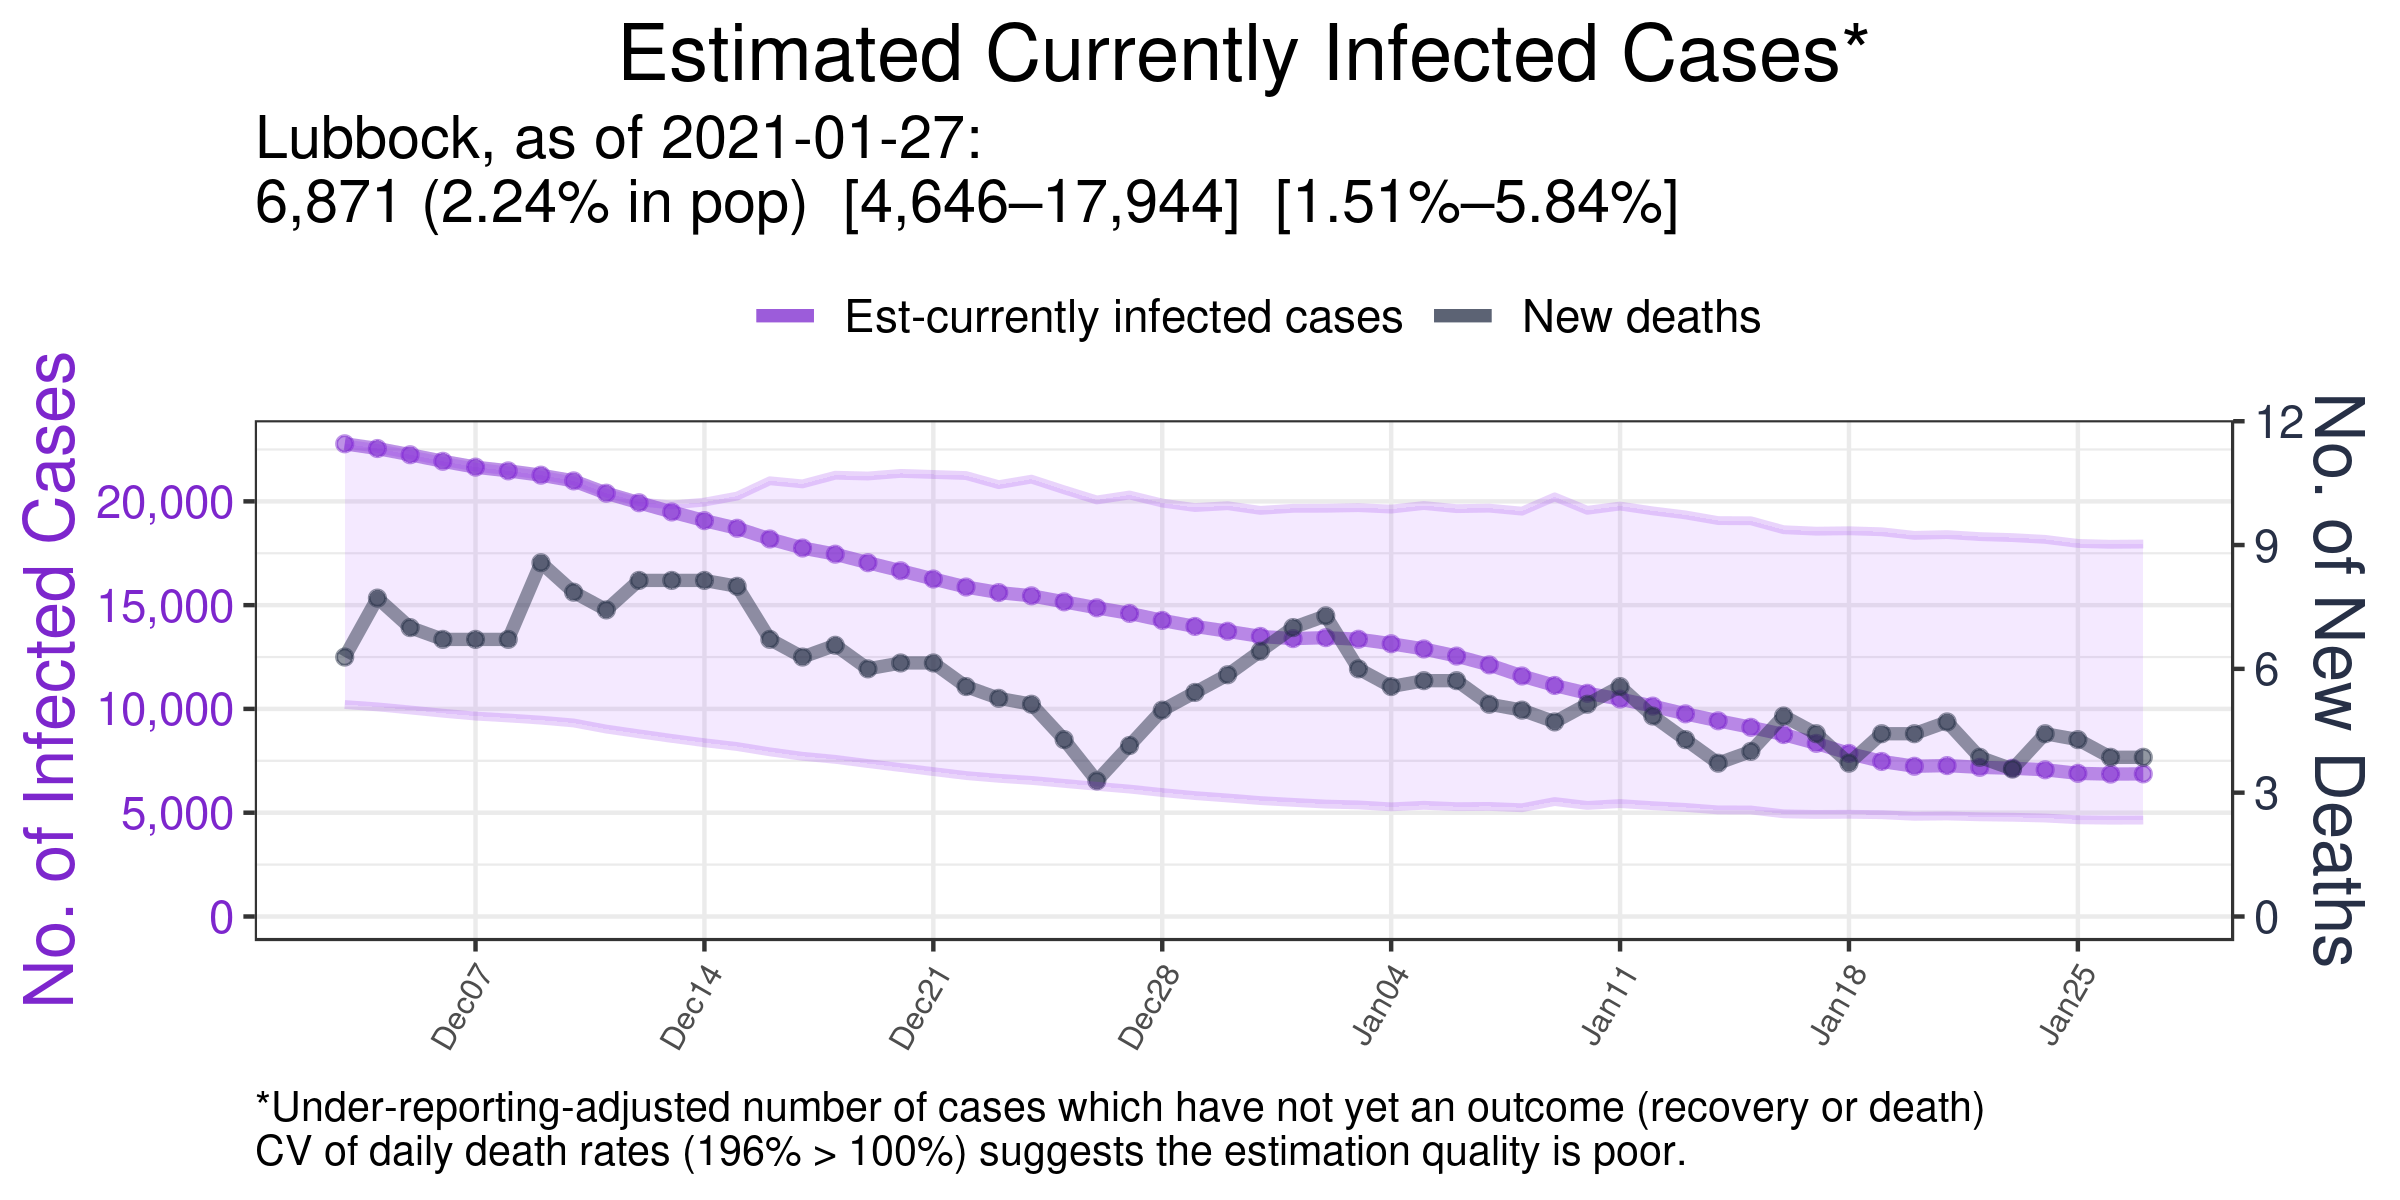 Estimated Currently Infected Cases*
Lubbock, as of 2021-01-27:
6,871 (2.24% in pop)  [4,646–17,944]  [1.51%–5.84%]
Est-currently infected cases
New deaths
No. of Infected Cases
20,000
15,000
10,000
5,000
0
12
9
6
3
0
No. of New Deaths
Dec07
Dec14
Dec21
Dec28
Jan04
Jan11
Jan18
Jan25
*Under-reporting-adjusted number of cases which have not yet an outcome (recovery or death)
CV of daily death rates (196% > 100%) suggests the estimation quality is poor.